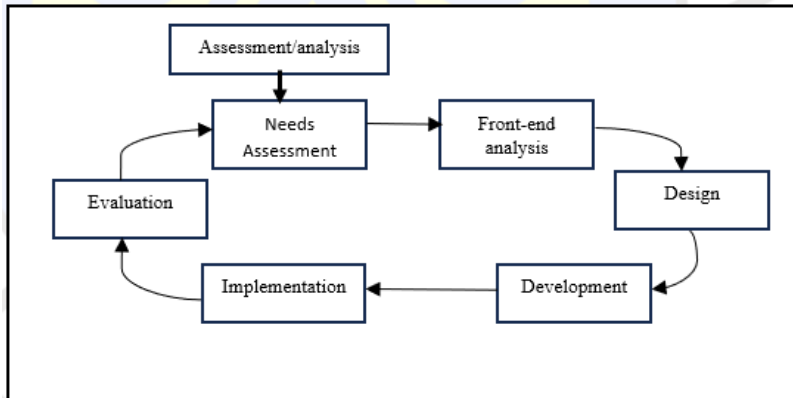 Assessment/analysis
Needs
Assessment
Front-end
analysis
Design
Evaluation
Implementation
Development